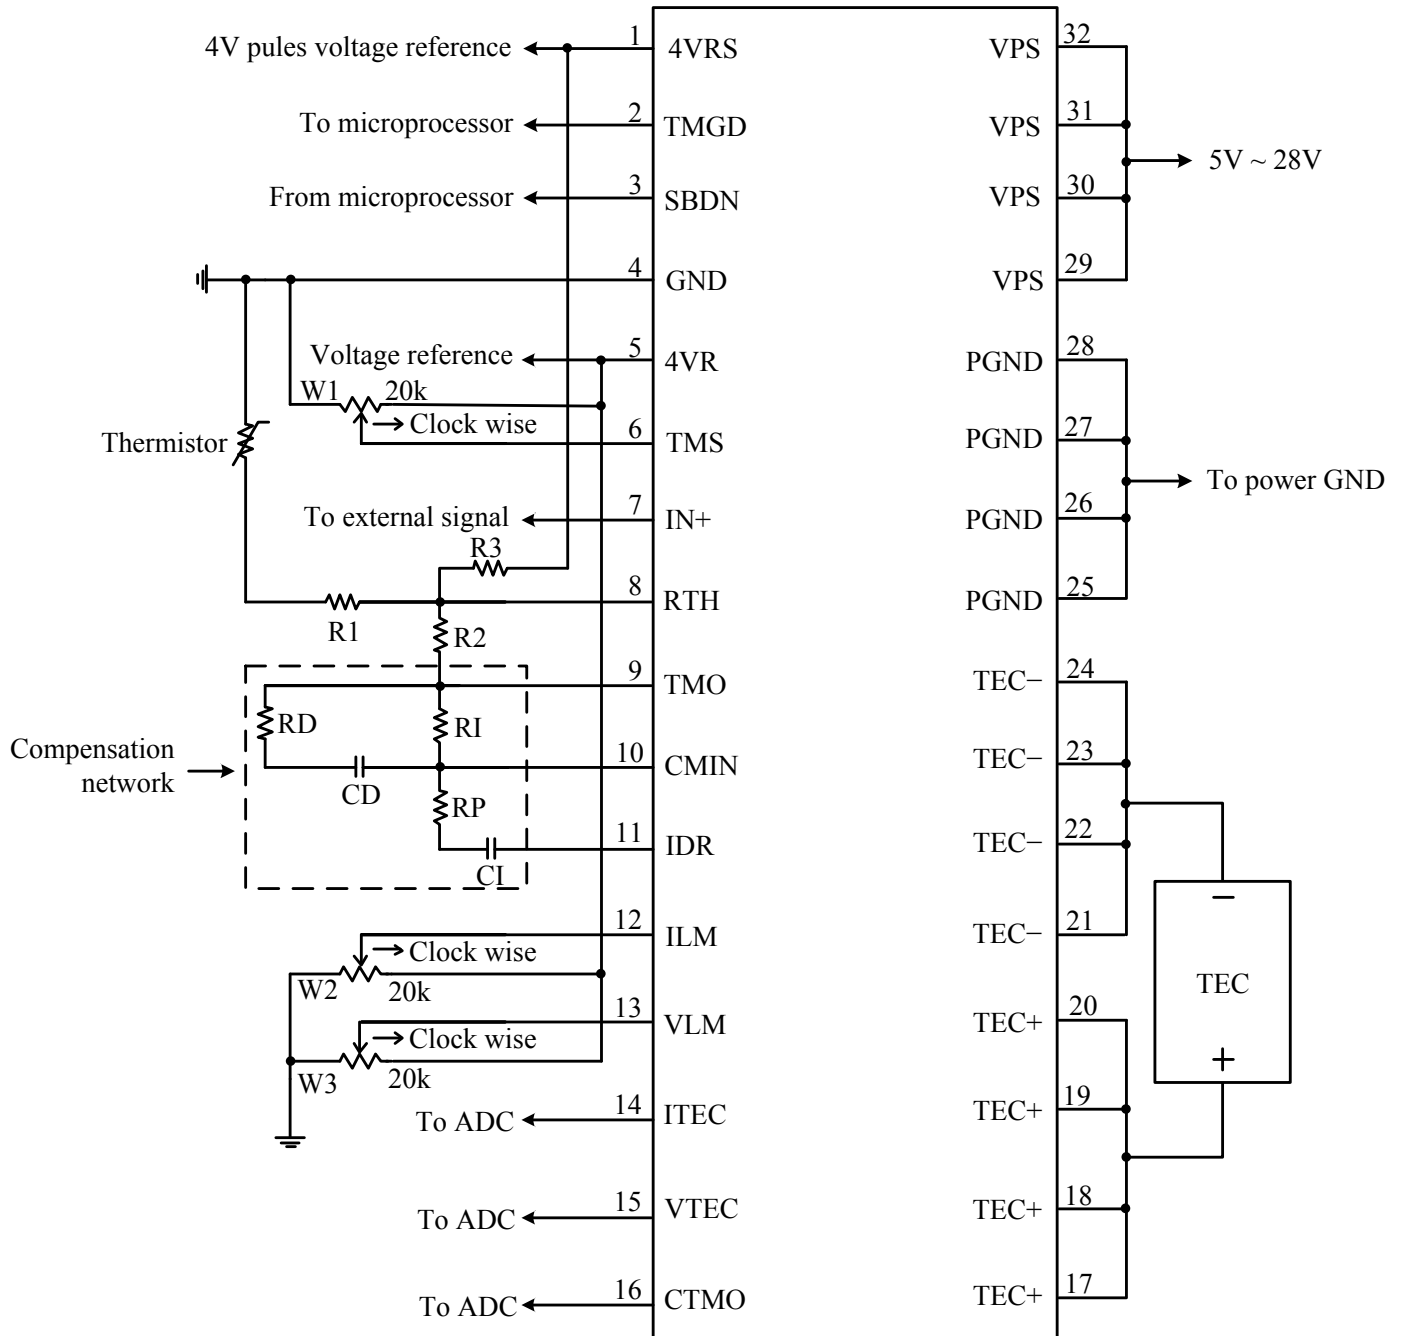 4V pules voltage reference 1 4VRS VPS 32
To microprocessor 2 TMGD VPS 31
5V ~ 28V
From microprocessor 3 SBDN VPS 30
4 GND VPS 29
Voltage reference 5 4VR PGND 28
W1 20k
Clock wise
Thermistor 6 TMS PGND 27
To power GND
To external signal 7 IN+ PGND 26
R3
8 RTH PGND 25
R1 R2
9 TMO TEC− 24
RD RI
Compensation
network
10 CMIN TEC− 23
CD RP
11 IDR TEC− 22
CI
12 ILM TEC− 21
Clock wise
W2 20k
TEC
−
+
13 VLM TEC+ 20
Clock wise
W3 20k
To ADC 14 ITEC TEC+ 19
To ADC 15 VTEC TEC+ 18
To ADC 16 CTMO TEC+ 17